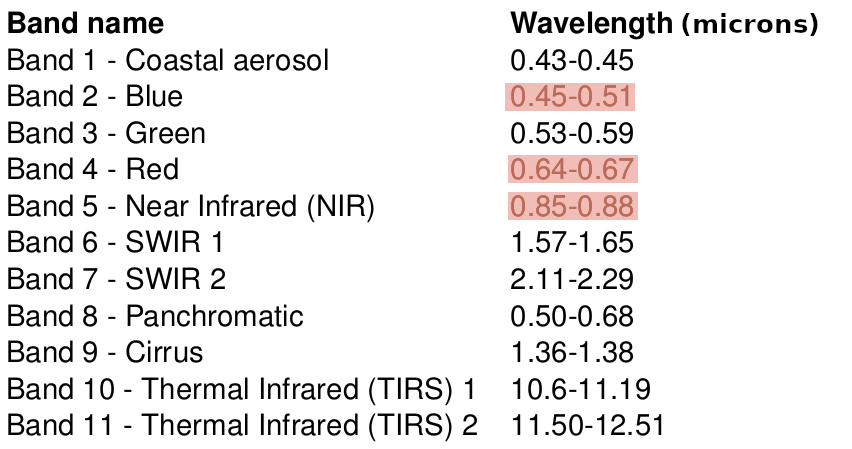 Band name Wavelength (microns)
Band 1 - Coastal aerosol 0.43-0.45
Band 2 - Blue 0.45-0.51
Band 3 - Green 0.53-0.59
Band 4 - Red 0.64-0.67
Band 5 - Near Infrared (NIR) 0.85-0.88
Band 6 - SWIR 1 1.57-1.65
Band 7 - SWIR 2 2.11-2.29
Band 8 - Panchromatic 0.50-0.68
Band 9 - Cirrus 1.36-1.38
Band 10 - Thermal Infrared (TIRS) 1 10.6-11.19
Band 11 - Thermal Infrared (TIRS) 2 11.50-12.51